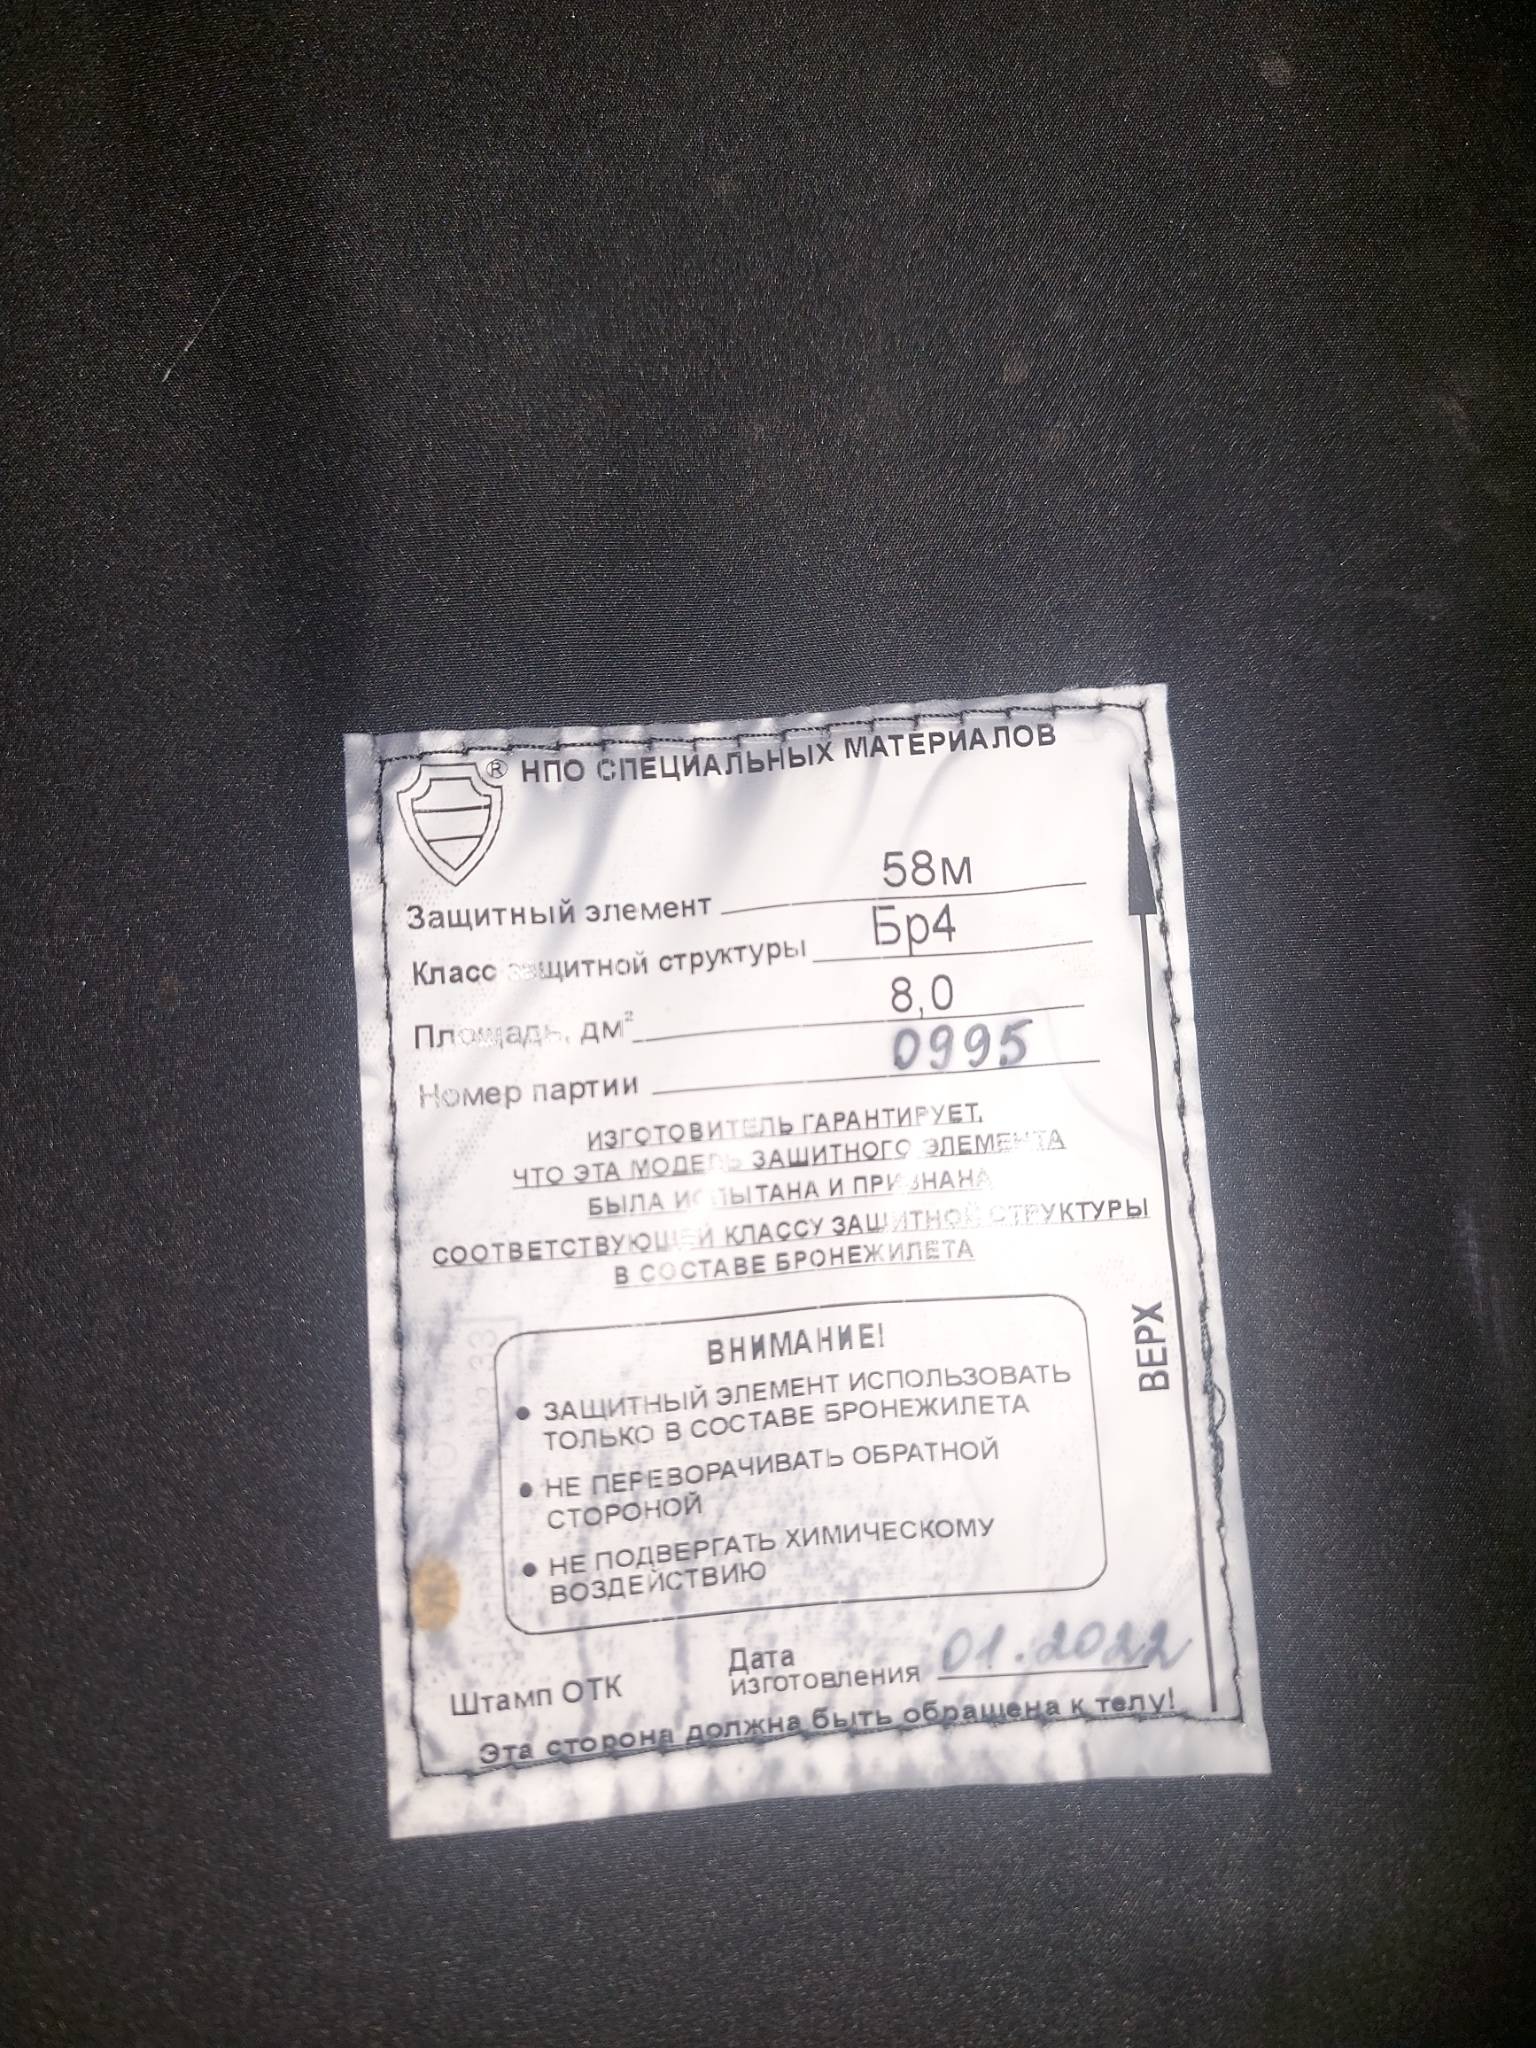 ® НПО СПЕЦИАЛЬНЫХ МАТЕРИАЛОВ
Защитный элемент 58м
Класс защитной структуры Бр4
Площадь, дм² 8,0
Номер партии 0995
ИЗГОТОВИТЕЛЬ ГАРАНТИРУЕТ,
ЧТО ЭТА МОДЕЛЬ ЗАЩИТНОГО ЭЛЕМЕНТА
БЫЛА ИСПЫТАНА И ПРИЗНАНА
СООТВЕТСТВУЮЩЕЙ КЛАССУ ЗАЩИТНОЙ СТРУКТУРЫ
В СОСТАВЕ БРОНЕЖИЛЕТА
ВНИМАНИЕ!
● ЗАЩИТНЫЙ ЭЛЕМЕНТ ИСПОЛЬЗОВАТЬ
ТОЛЬКО В СОСТАВЕ БРОНЕЖИЛЕТА
● НЕ ПЕРЕВОРАЧИВАТЬ ОБРАТНОЙ
СТОРОНОЙ
● НЕ ПОДВЕРГАТЬ ХИМИЧЕСКОМУ
ВОЗДЕЙСТВИЮ
ВЕРХ
Штамп ОТК
Дата
изготовления 01.2022
Эта сторона должна быть обращена к телу!